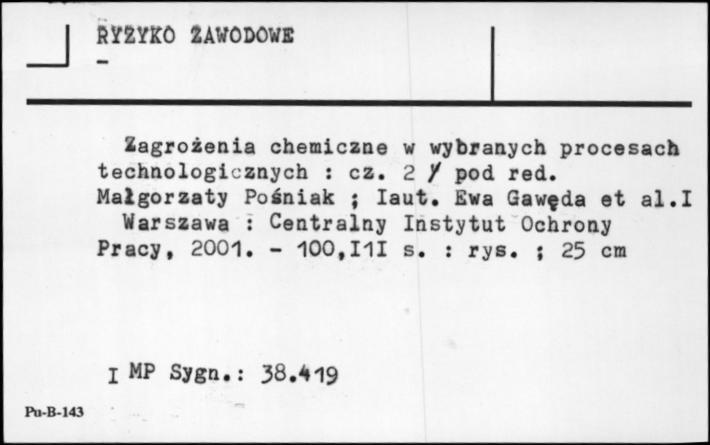 RYZYKO ZAWODOWE
-
Zagrożenia chemiczne w wybranych procesach
technologicznych : cz. 2 / pod red.
Małgorzaty Pośniak ; Iaut. Ewa Gawęda et al.I
Warszawa : Centralny Instytut Ochrony
Pracy, 2001. - 100,I1I s. : rys. ; 25 cm
I MP Sygn.: 38.419
Pu-B-143